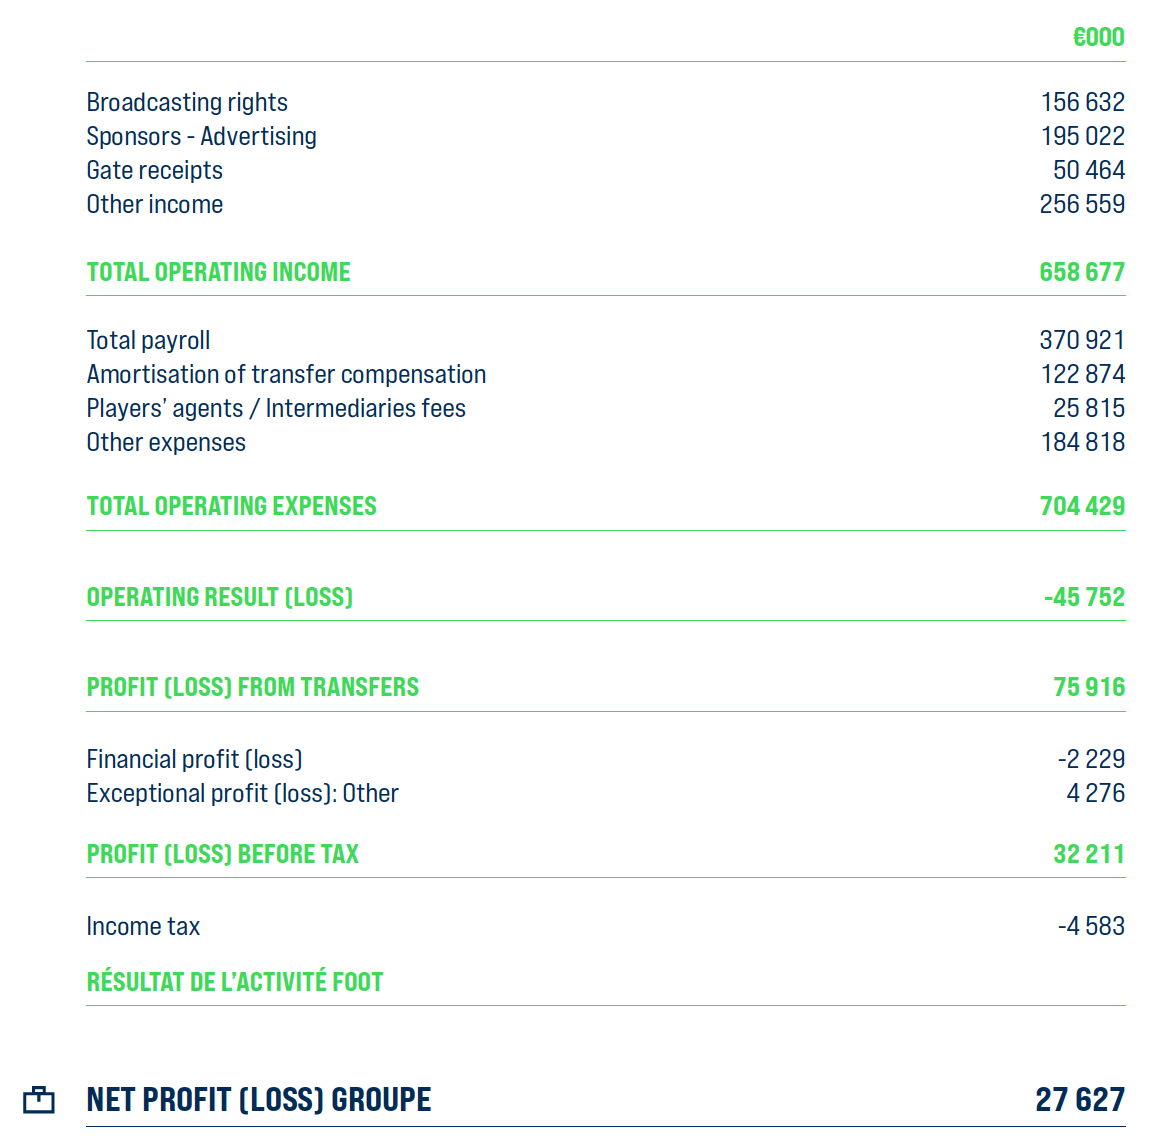 €000
Broadcasting rights 156 632
Sponsors - Advertising 195 022
Gate receipts 50 464
Other income 256 559
TOTAL OPERATING INCOME 658 677
Total payroll 370 921
Amortisation of transfer compensation 122 874
Players’ agents / Intermediaries fees 25 815
Other expenses 184 818
TOTAL OPERATING EXPENSES 704 429
OPERATING RESULT (LOSS) -45 752
PROFIT (LOSS) FROM TRANSFERS 75 916
Financial profit (loss) -2 229
Exceptional profit (loss): Other 4 276
PROFIT (LOSS) BEFORE TAX 32 211
Income tax -4 583
RÉSULTAT DE L’ACTIVITÉ FOOT
NET PROFIT (LOSS) GROUPE 27 627